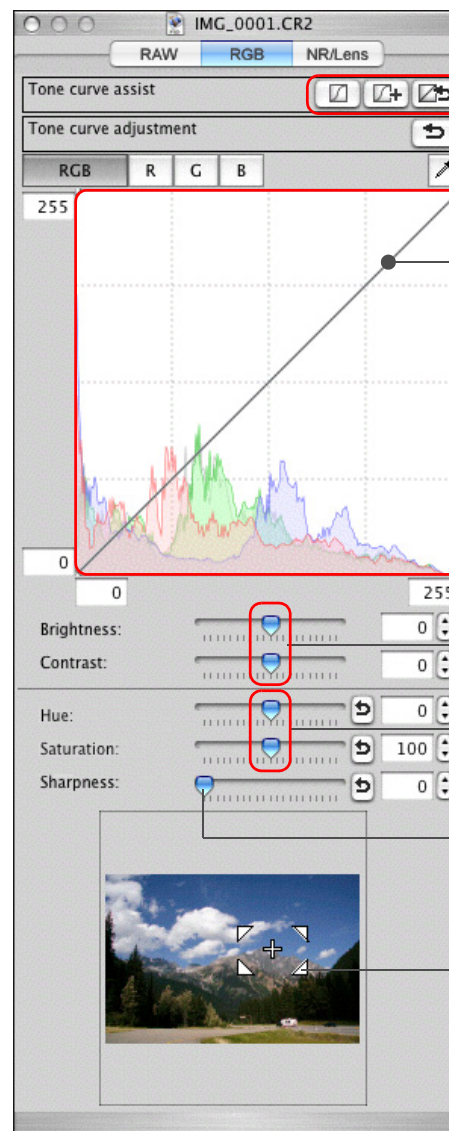 IMG_0001.CR2
RAW RGB NR/Lens
Tone curve assist
Tone curve adjustment
RGB R G B
255
0
0 255
Brightness: 0
Contrast: 0
Hue: 0
Saturation: 100
Sharpness: 0